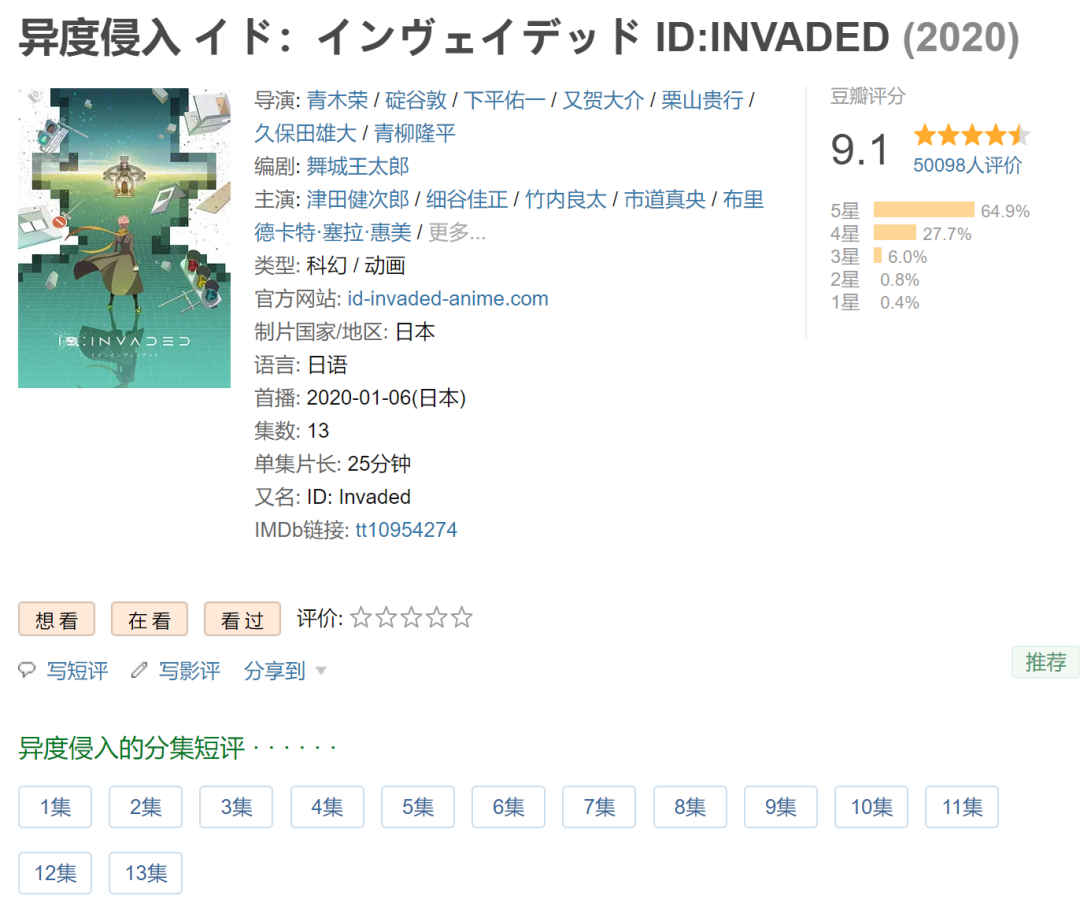 异度侵入 イド：インヴェイデッド ID:INVADED (2020)
导演: 青木荣 / 碇谷敦 / 下平佑一 / 又贺大介 / 栗山贵行 /
久保田雄大 / 青柳隆平
编剧: 舞城王太郎
主演: 津田健次郎 / 细谷佳正 / 竹内良太 / 市道真央 / 布里
德卡特·塞拉·惠美 / 更多...
类型: 科幻 / 动画
官方网站: id-invaded-anime.com
制片国家/地区: 日本
语言: 日语
首播: 2020-01-06(日本)
集数: 13
单集片长: 25分钟
又名: ID: Invaded
IMDb链接: tt10954274
ID:INVADED
イド：インヴェイデッド
豆瓣评分
9.1
50098人评价
5星 64.9%
4星 27.7%
3星 6.0%
2星 0.8%
1星 0.4%
想看 在看 看过 评价:
写短评 写影评 分享到
推荐
异度侵入的分集短评 · · · · · ·
1集 2集 3集 4集 5集 6集 7集 8集 9集 10集 11集
12集 13集